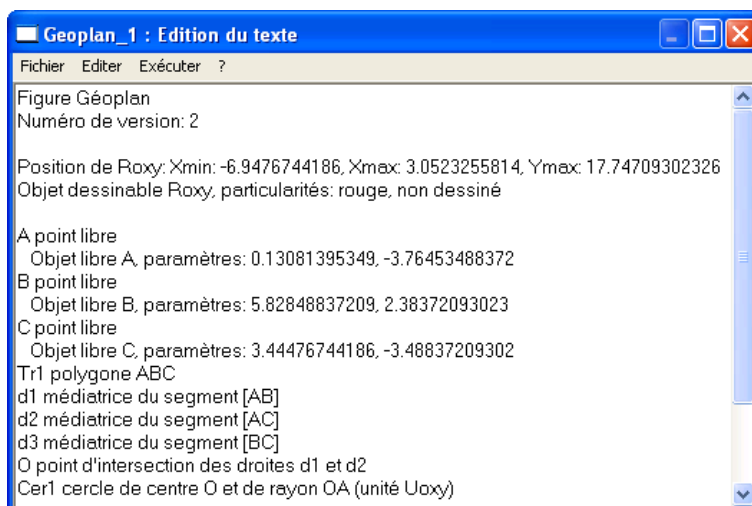 Geoplan_1 : Edition du texte
Fichier Editer Exécuter ?
Figure Géoplan
Numéro de version: 2
Position de Roxy: Xmin: -6.9476744186, Xmax: 3.0523255814, Ymax: 17.74709302326
Objet dessinable Roxy, particularités: rouge, non dessiné
A point libre
Objet libre A, paramètres: 0.13081395349, -3.76453488372
B point libre
Objet libre B, paramètres: 5.82848837209, 2.38372093023
C point libre
Objet libre C, paramètres: 3.44476744186, -3.48837209302
Tr1 polygone ABC
d1 médiatrice du segment [AB]
d2 médiatrice du segment [AC]
d3 médiatrice du segment [BC]
O point d'intersection des droites d1 et d2
Cer1 cercle de centre O et de rayon OA (unité Uoxy)